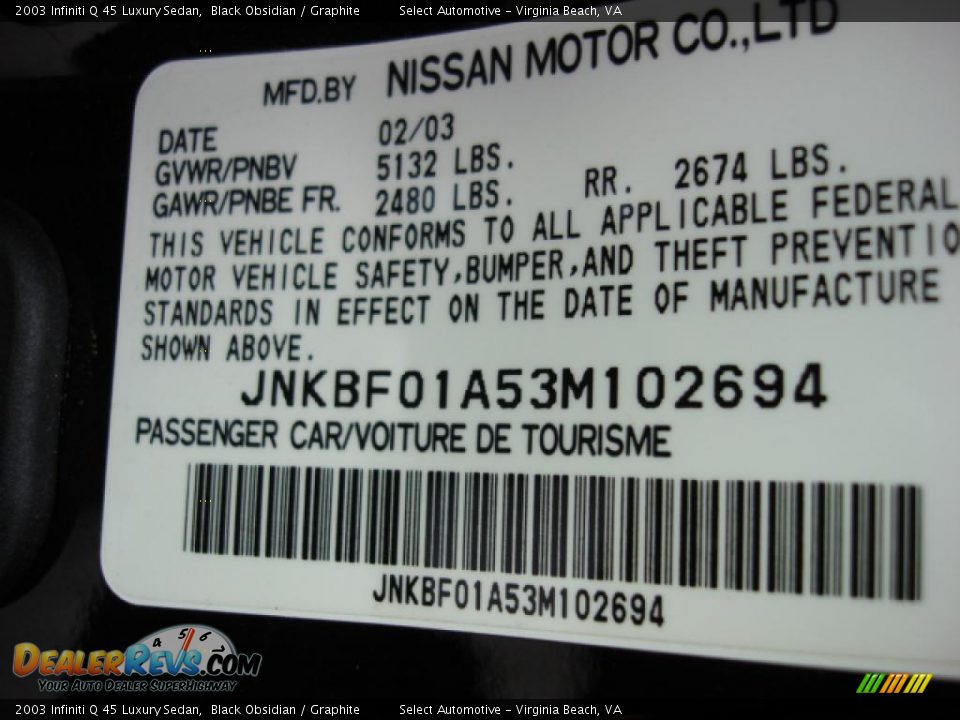 2003 Infiniti Q 45 Luxury Sedan, Black Obsidian / Graphite Select Automotive - Virginia Beach, VA
MFD.BY NISSAN MOTOR CO.,LTD
DATE 02/03
GVWR/PNBV 5132 LBS.
GAWR/PNBE FR. 2480 LBS. RR. 2674 LBS.
THIS VEHICLE CONFORMS TO ALL APPLICABLE FEDERAL
MOTOR VEHICLE SAFETY,BUMPER,AND THEFT PREVENTIO
STANDARDS IN EFFECT ON THE DATE OF MANUFACTURE
SHOWN ABOVE.
JNKBF01A53M102694
PASSENGER CAR/VOITURE DE TOURISME
JNKBF01A53M102694
4 5 6
DEALERREVS.COM
YOUR AUTO DEALER SUPERHIGHWAY
2003 Infiniti Q 45 Luxury Sedan, Black Obsidian / Graphite Select Automotive - Virginia Beach, VA